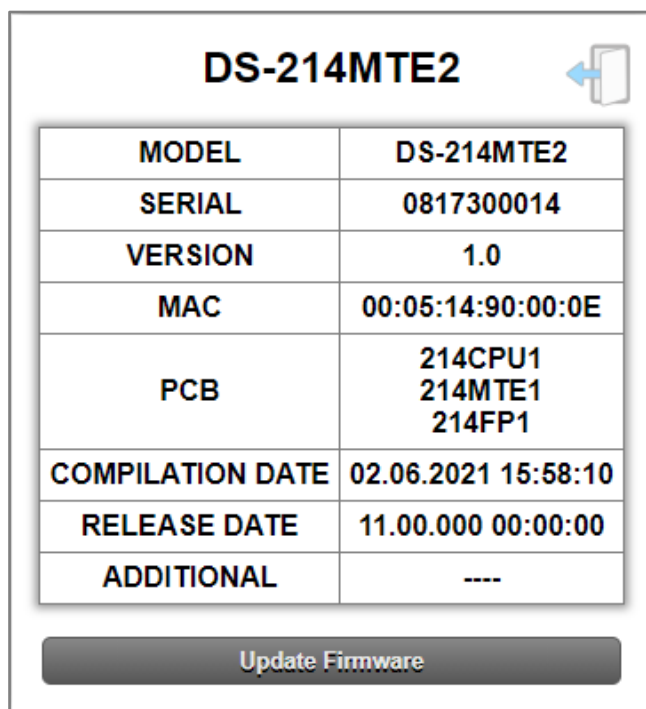 DS-214MTE2
MODEL DS-214MTE2
SERIAL 0817300014
VERSION 1.0
MAC 00:05:14:90:00:0E
PCB 214CPU1
214MTE1
214FP1
COMPILATION DATE 02.06.2021 15:58:10
RELEASE DATE 11.00.000 00:00:00
ADDITIONAL ----
Update Firmware